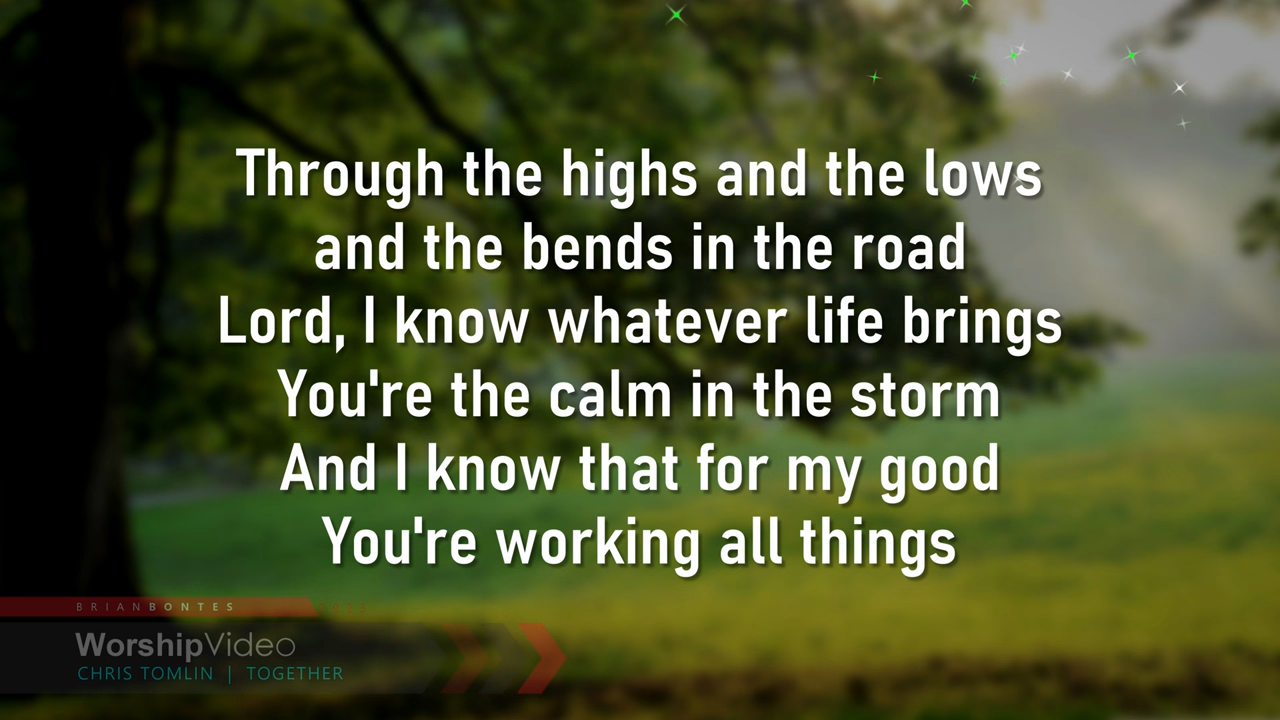 Through the highs and the lows
and the bends in the road
Lord, I know whatever life brings
You're the calm in the storm
And I know that for my good
You're working all things
BRIANBONTES
WorshipVideo
CHRIS TOMLIN | TOGETHER